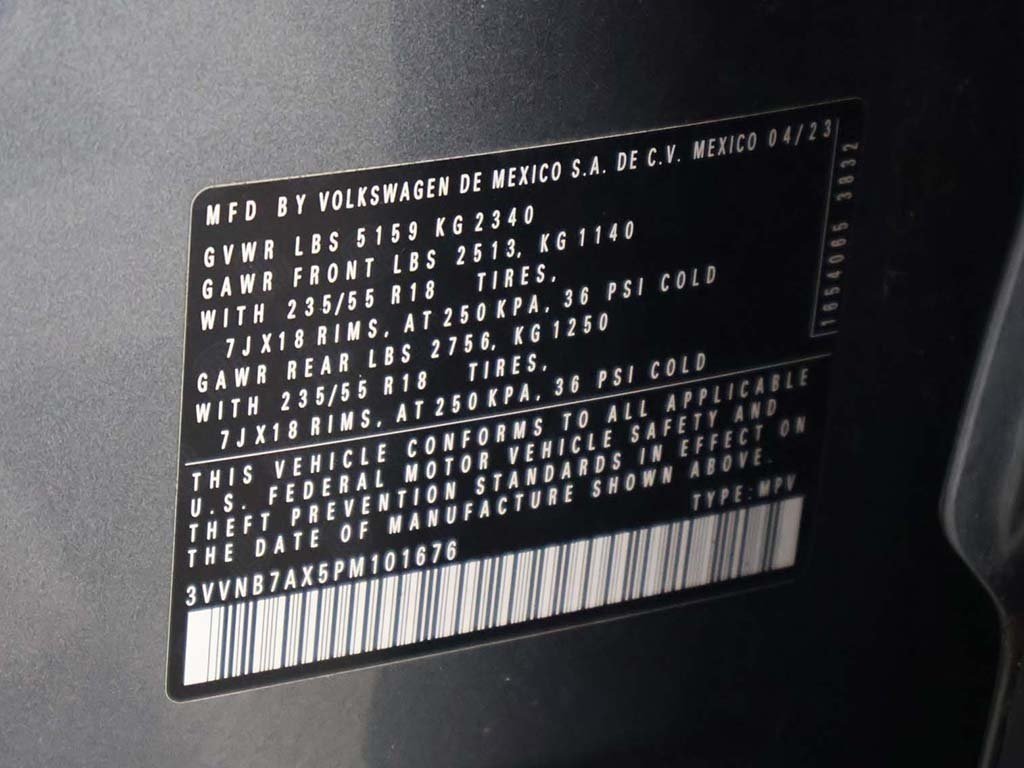 MFD BY VOLKSWAGEN DE MEXICO S.A. DE C.V. MEXICO 04/23
GVWR LBS 5159 KG 2340
GAWR FRONT LBS 2513, KG 1140
WITH 235/55 R18 TIRES,
7JX18 RIMS, AT 250 KPA, 36 PSI COLD
GAWR REAR LBS 2756, KG 1250
WITH 235/55 R18 TIRES,
7JX18 RIMS, AT 250 KPA, 36 PSI COLD
THIS VEHICLE CONFORMS TO ALL APPLICABLE
U.S. FEDERAL MOTOR VEHICLE SAFETY AND
THEFT PREVENTION STANDARDS IN EFFECT ON
THE DATE OF MANUFACTURE SHOWN ABOVE.
TYPE: MPV
3VVNB7AX5PM101676
1654065 3832